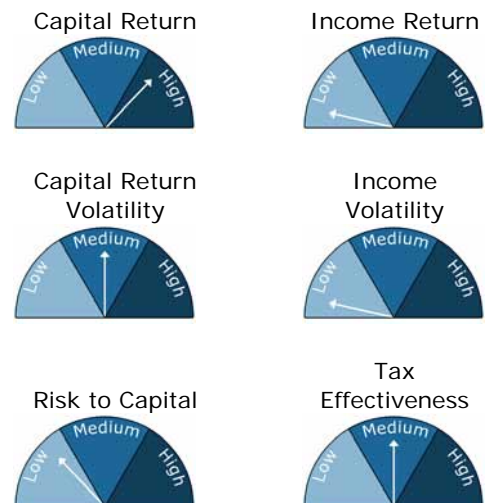 Capital Return
Low Medium High
Income Return
Low Medium High
Capital Return
Volatility
Low Medium High
Income
Volatility
Low Medium High
Risk to Capital
Low Medium High
Tax
Effectiveness
Low Medium High